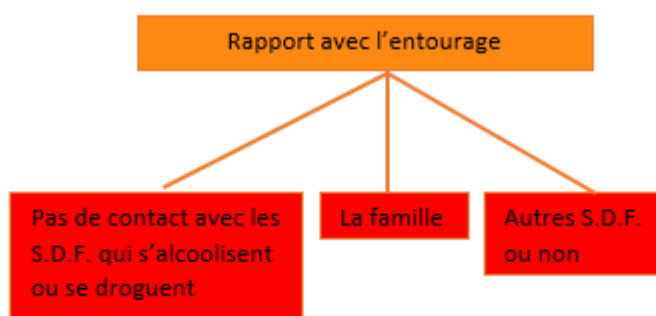 Rapport avec l'entourage
Pas de contact avec les
S.D.F. qui s'alcoolisent
ou se droguent
La famille
Autres S.D.F.
ou non